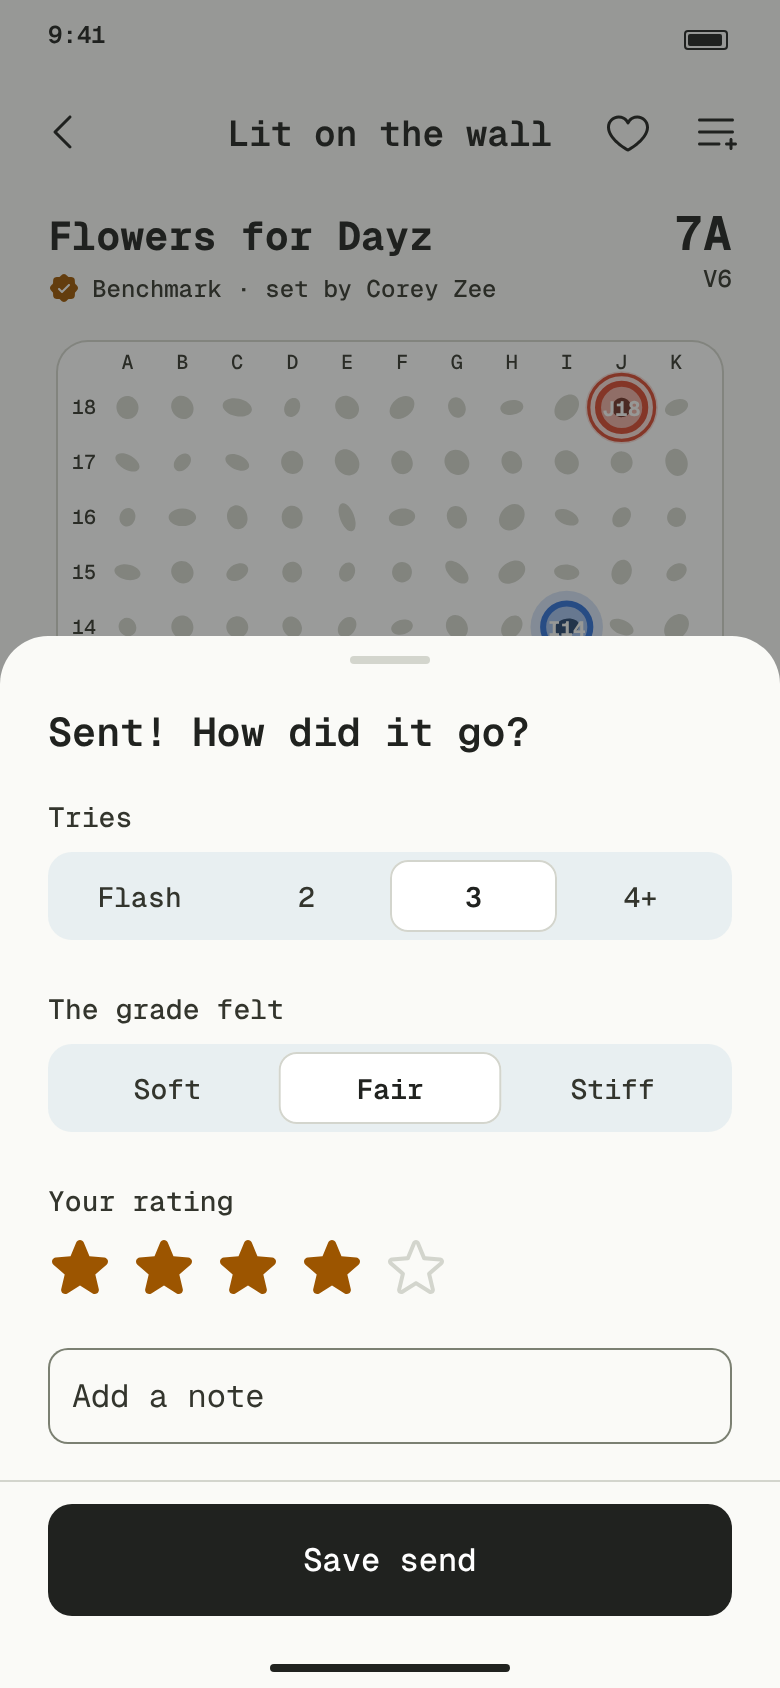 9:41
Lit on the wall
Flowers for Dayz
7A
Benchmark · set by Corey Zee
V6
A B C D E F G H I J K
18
J18
17
16
15
14
I14
Sent! How did it go?
Tries
Flash 2 3 4+
The grade felt
Soft Fair Stiff
Your rating
Add a note
Save send